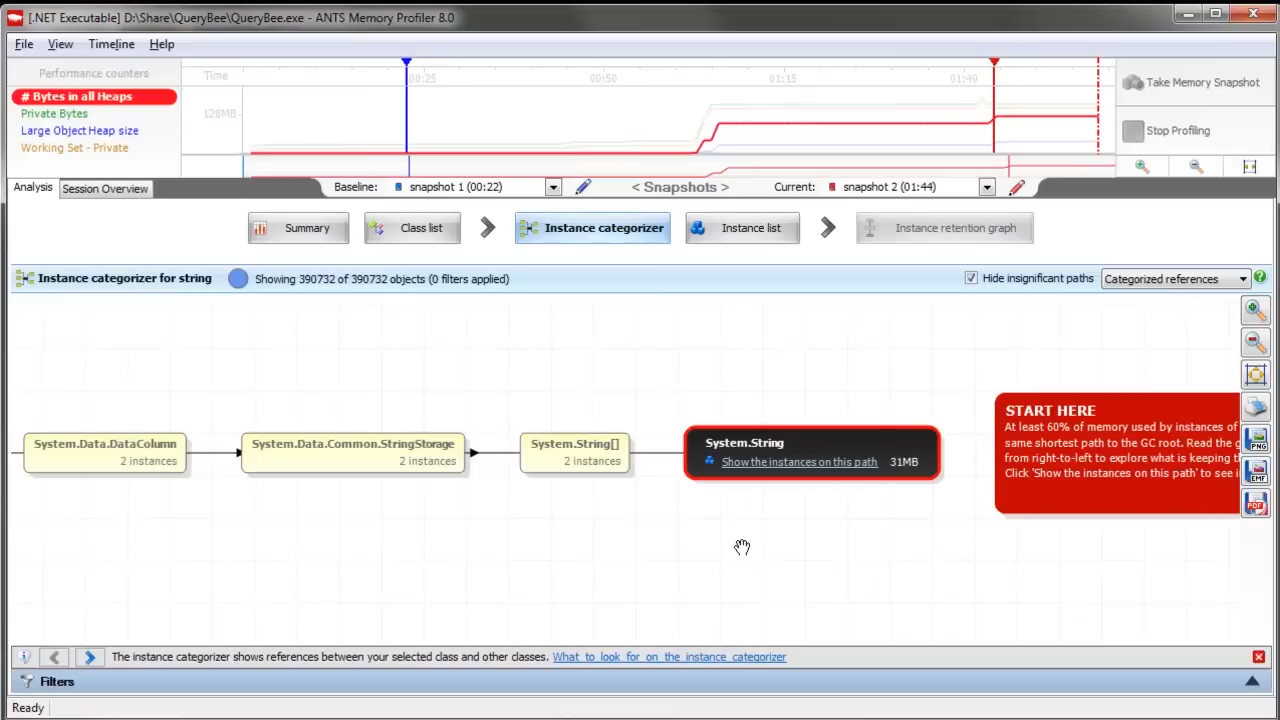 [.NET Executable] D:\Share\QueryBee\QueryBee.exe - ANTS Memory Profiler 8.0
File View Timeline Help
Performance counters
# Bytes in all Heaps
Private Bytes
Large Object Heap size
Working Set - Private
Time 00:25 00:50 01:15 01:40
128MB
Take Memory Snapshot
Stop Profiling
Analysis Session Overview Baseline: snapshot 1 (00:22) < Snapshots > Current: snapshot 2 (01:44)
Summary Class list Instance categorizer Instance list Instance retention graph
Instance categorizer for string Showing 390732 of 390732 objects (0 filters applied) Hide insignificant paths Categorized references
System.Data.DataColumn
2 instances
System.Data.Common.StringStorage
2 instances
System.String[]
2 instances
System.String
Show the instances on this path 31MB
START HERE
At least 60% of memory used by instances of
same shortest path to the GC root. Read the g
from right-to-left to explore what is keeping t
Click 'Show the instances on this path' to see i
PNG
EMF
PDF
The instance categorizer shows references between your selected class and other classes. What to look for on the instance categorizer
Filters
Ready